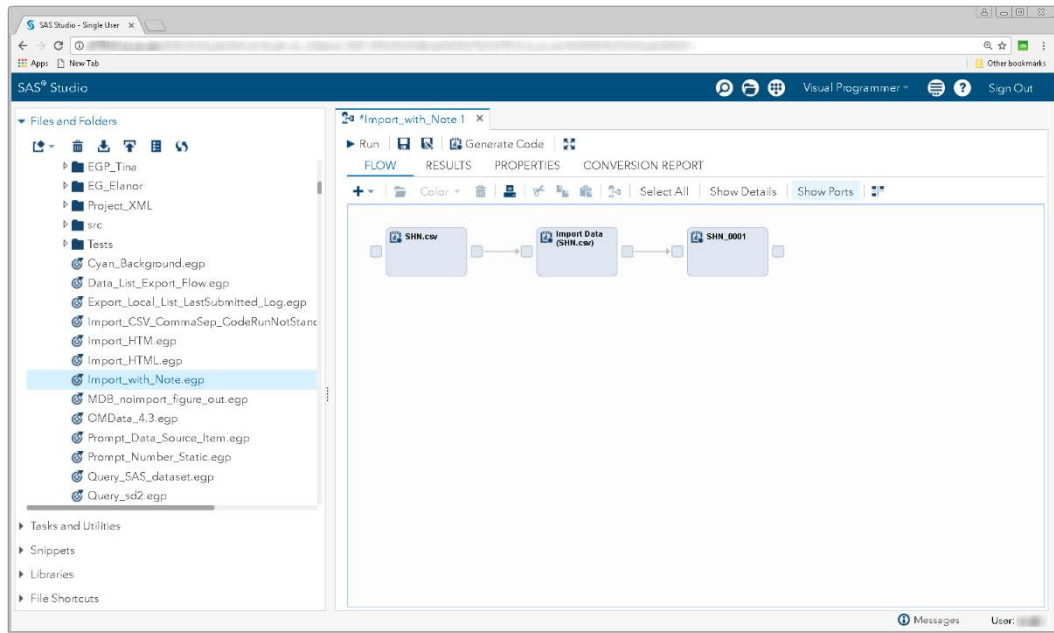 SAS Studio - Single User
Apps New Tab
Other bookmarks
SAS® Studio
Visual Programmer
Sign Out
Files and Folders
EGP_Tina
EG_Elanor
Project_XML
src
Tests
Cyan_Background.egp
Data_List_Export_Flow.egp
Export_Local_List_LastSubmitted_Log.egp
Import_CSV_CommaSep_CodeRunNotStand
Import_HTM.egp
Import_HTML.egp
Import_with_Note.egp
MDB_noimport_figure_out.egp
OMData_4.3.egp
Prompt_Data_Source_Item.egp
Prompt_Number_Static.egp
Query_SAS_dataset.egp
Query_sd2.egp
Tasks and Utilities
Snippets
Libraries
File Shortcuts
*Import_with_Note 1
Run Generate Code
FLOW RESULTS PROPERTIES CONVERSION REPORT
Color Select All Show Details Show Ports
SHN.csv
Import Data
(SHN.csv)
SHN_0001
Messages User: